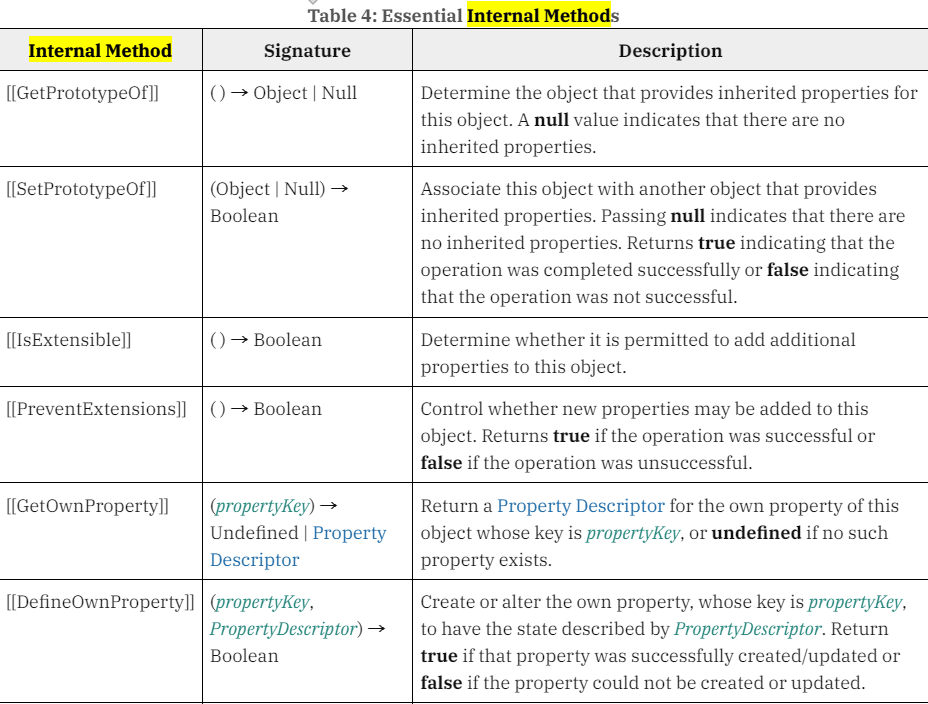 Table 4: Essential Internal Methods
Internal Method
Signature
Description
[[GetPrototypeOf]]
( ) → Object | Null
Determine the object that provides inherited properties for
this object. A null value indicates that there are no
inherited properties.
[[SetPrototypeOf]]
(Object | Null) →
Boolean
Associate this object with another object that provides
inherited properties. Passing null indicates that there are
no inherited properties. Returns true indicating that the
operation was completed successfully or false indicating
that the operation was not successful.
[[IsExtensible]]
( ) → Boolean
Determine whether it is permitted to add additional
properties to this object.
[[PreventExtensions]]
( ) → Boolean
Control whether new properties may be added to this
object. Returns true if the operation was successful or
false if the operation was unsuccessful.
[[GetOwnProperty]]
(propertyKey) →
Undefined | Property
Descriptor
Return a Property Descriptor for the own property of this
object whose key is propertyKey, or undefined if no such
property exists.
[[DefineOwnProperty]]
(propertyKey,
PropertyDescriptor) →
Boolean
Create or alter the own property, whose key is propertyKey,
to have the state described by PropertyDescriptor. Return
true if that property was successfully created/updated or
false if the property could not be created or updated.